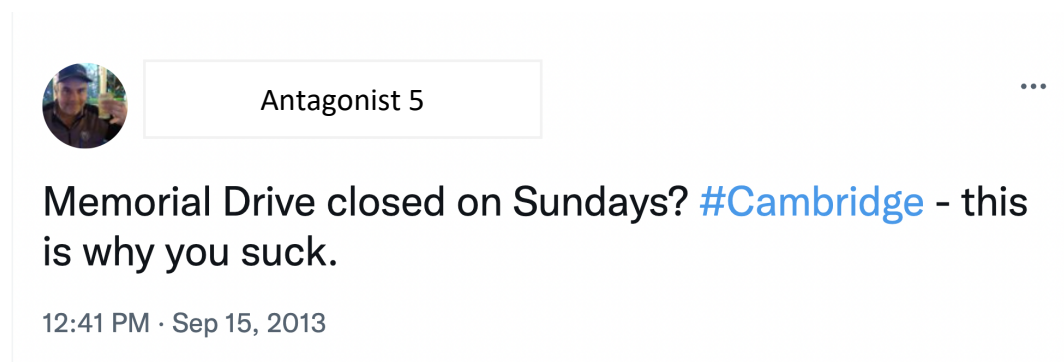 Antagonist 5
Memorial Drive closed on Sundays? #Cambridge - this
is why you suck.
12:41 PM · Sep 15, 2013